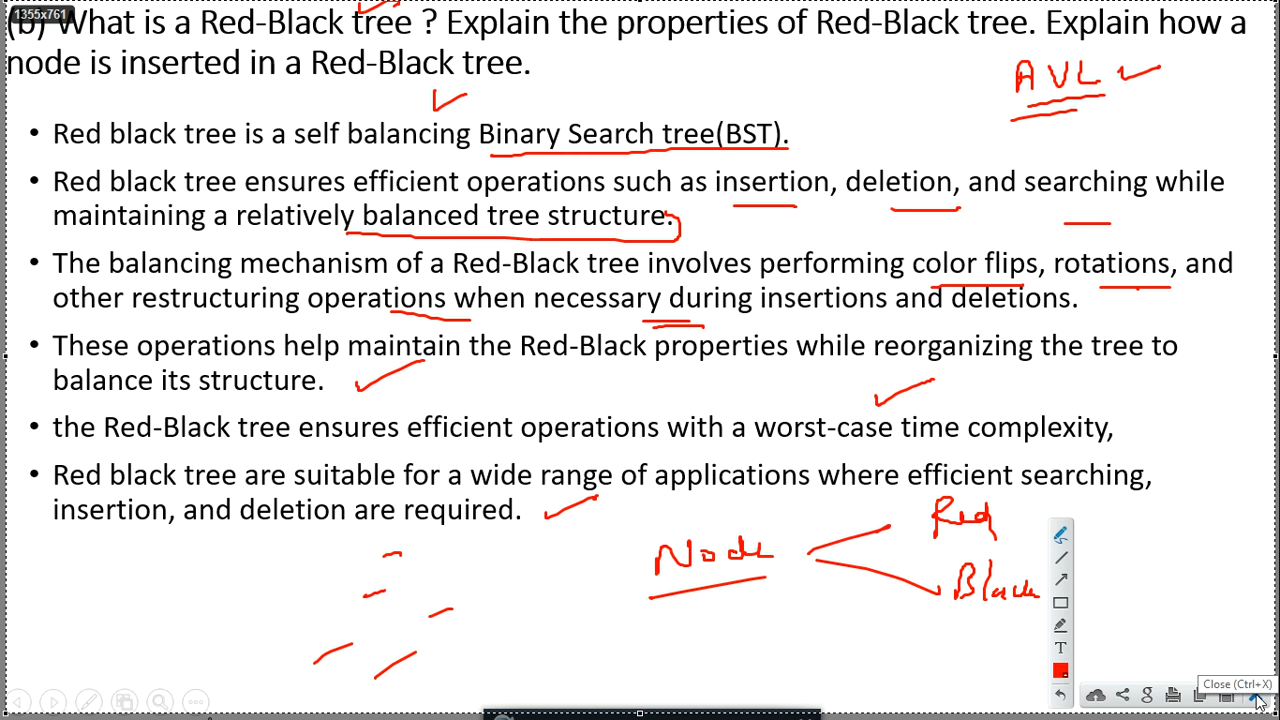 1355x761
(b) What is a Red-Black tree ? Explain the properties of Red-Black tree. Explain how a
node is inserted in a Red-Black tree.
AVL
• Red black tree is a self balancing Binary Search tree(BST).
• Red black tree ensures efficient operations such as insertion, deletion, and searching while
maintaining a relatively balanced tree structure.
• The balancing mechanism of a Red-Black tree involves performing color flips, rotations, and
other restructuring operations when necessary during insertions and deletions.
• These operations help maintain the Red-Black properties while reorganizing the tree to
balance its structure.
• the Red-Black tree ensures efficient operations with a worst-case time complexity,
• Red black tree are suitable for a wide range of applications where efficient searching,
insertion, and deletion are required.
Red
Node
Black
T
g
Close (Ctrl+X)